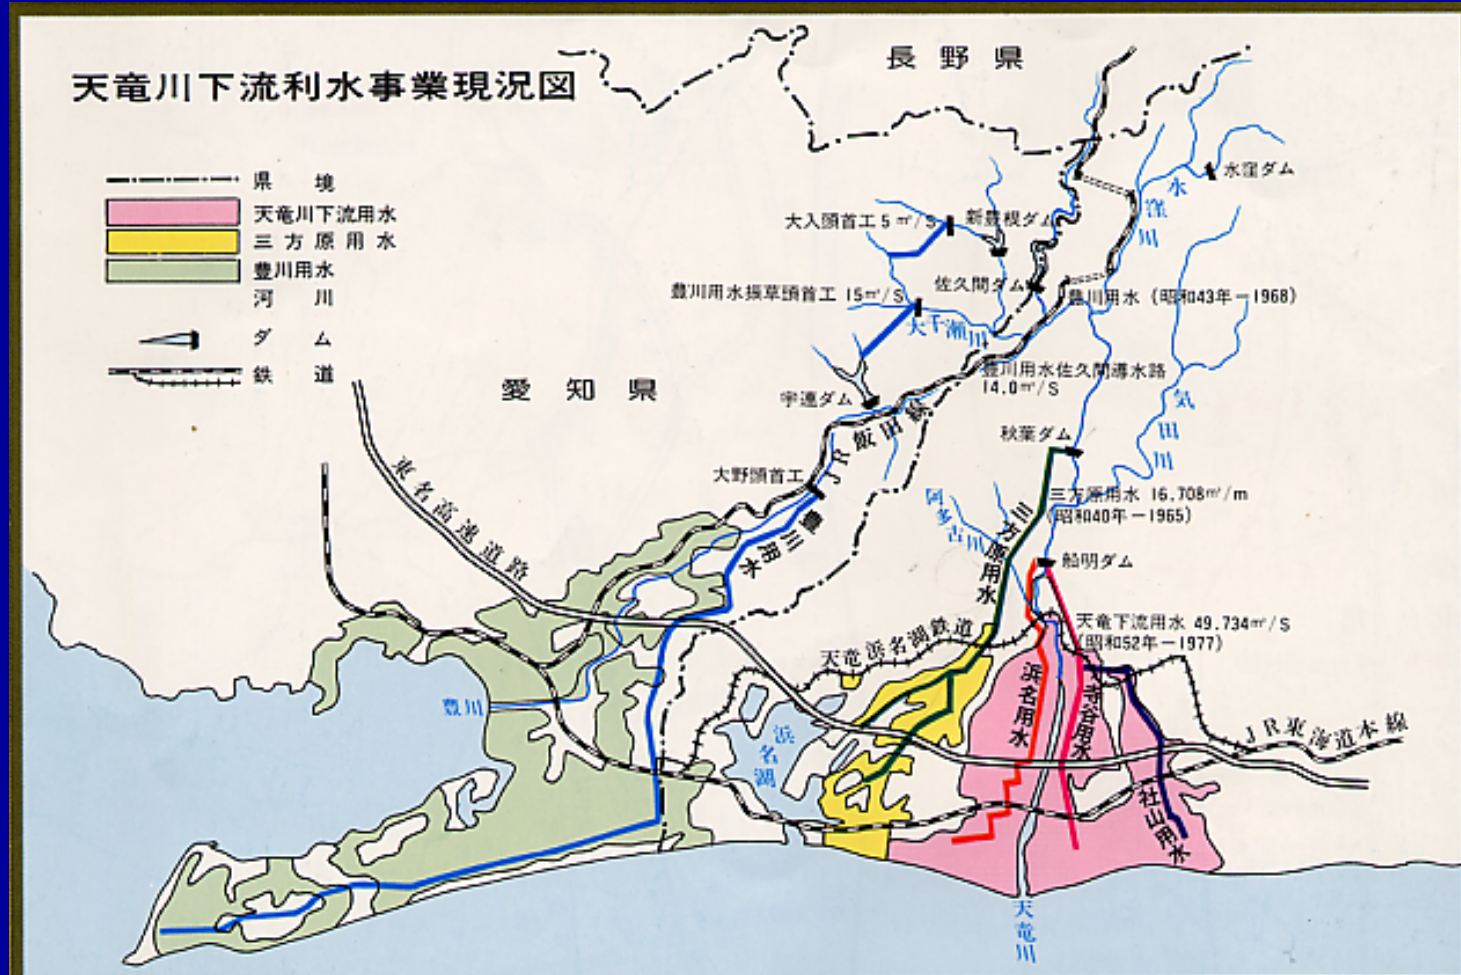 天竜川下流利水事業現況図
長野県
県境
天竜川下流用水
三方原用水
豊川用水
河川
ダム
鉄道
愛知県
水窪ダム
水窪川
大入頭首工 5㎥/S
新豊根ダム
佐久間ダム
豊川用水振草頭首工 15㎥/S
豊川用水 (昭和43年－1968)
大千瀬川
豊川用水佐久間導水路
14.0㎥/S
宇連ダム
JR飯田線
気田川
秋葉ダム
大野頭首工
東名高速道路
三方原用水 16,708㎥/m
(昭和40年－1965)
阿多古川
三方原用水
豊川用水
船明ダム
天竜下流用水 49.734㎥/S
(昭和52年－1977)
天竜浜名湖鉄道
浜名用水
寺谷用水
豊川
浜名湖
JR東海道本線
社山用水
天竜川